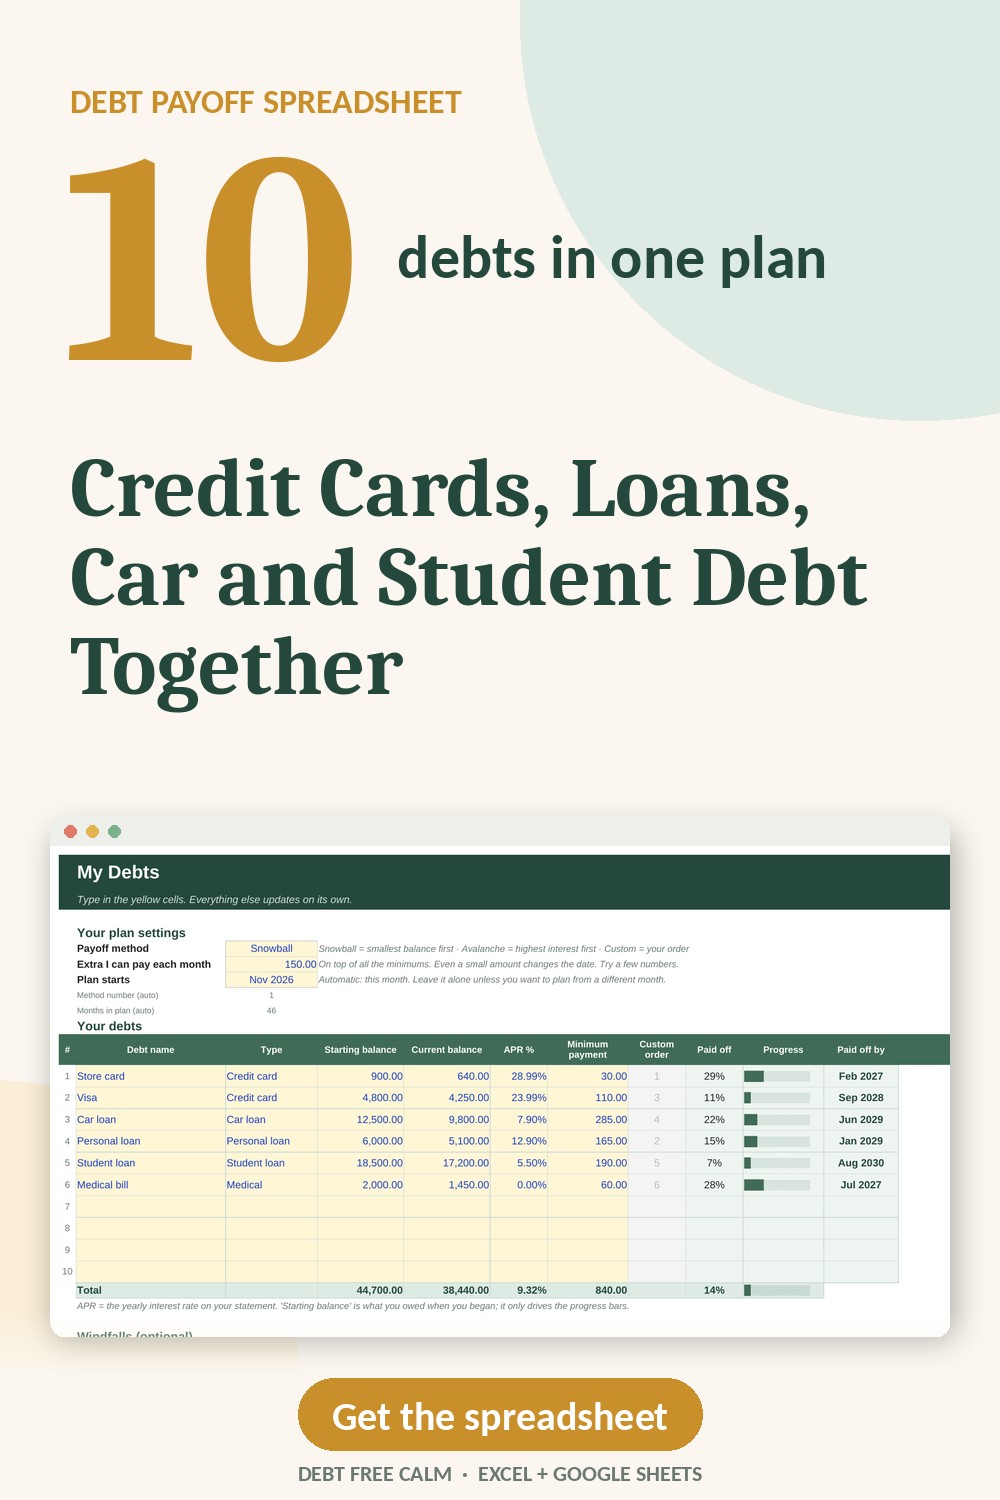 DEBT PAYOFF SPREADSHEET
10 debts in one plan
Credit Cards, Loans,
Car and Student Debt
Together
My Debts
Type in the yellow cells. Everything else updates on its own.
Your plan settings
Payoff method Snowball Snowball = smallest balance first · Avalanche = highest interest first · Custom = your order
Extra I can pay each month 150.00 On top of all the minimums. Even a small amount changes the date. Try a few numbers.
Plan starts Nov 2026 Automatic: this month. Leave it alone unless you want to plan from a different month.
Method number (auto) 1
Months in plan (auto) 46
Your debts
# Debt name Type Starting balance Current balance APR % Minimum payment Custom order Paid off Progress Paid off by
1 Store card Credit card 900.00 640.00 28.99% 30.00 1 29% Feb 2027
2 Visa Credit card 4,800.00 4,250.00 23.99% 110.00 3 11% Sep 2028
3 Car loan Car loan 12,500.00 9,800.00 7.90% 285.00 4 22% Jun 2029
4 Personal loan Personal loan 6,000.00 5,100.00 12.90% 165.00 2 15% Jan 2029
5 Student loan Student loan 18,500.00 17,200.00 5.50% 190.00 5 7% Aug 2030
6 Medical bill Medical 2,000.00 1,450.00 0.00% 60.00 6 28% Jul 2027
7
8
9
10
Total 44,700.00 38,440.00 9.32% 840.00 14%
APR = the yearly interest rate on your statement. 'Starting balance' is what you owed when you began; it only drives the progress bars.
Windfalls (optional)
Get the spreadsheet
DEBT FREE CALM · EXCEL + GOOGLE SHEETS